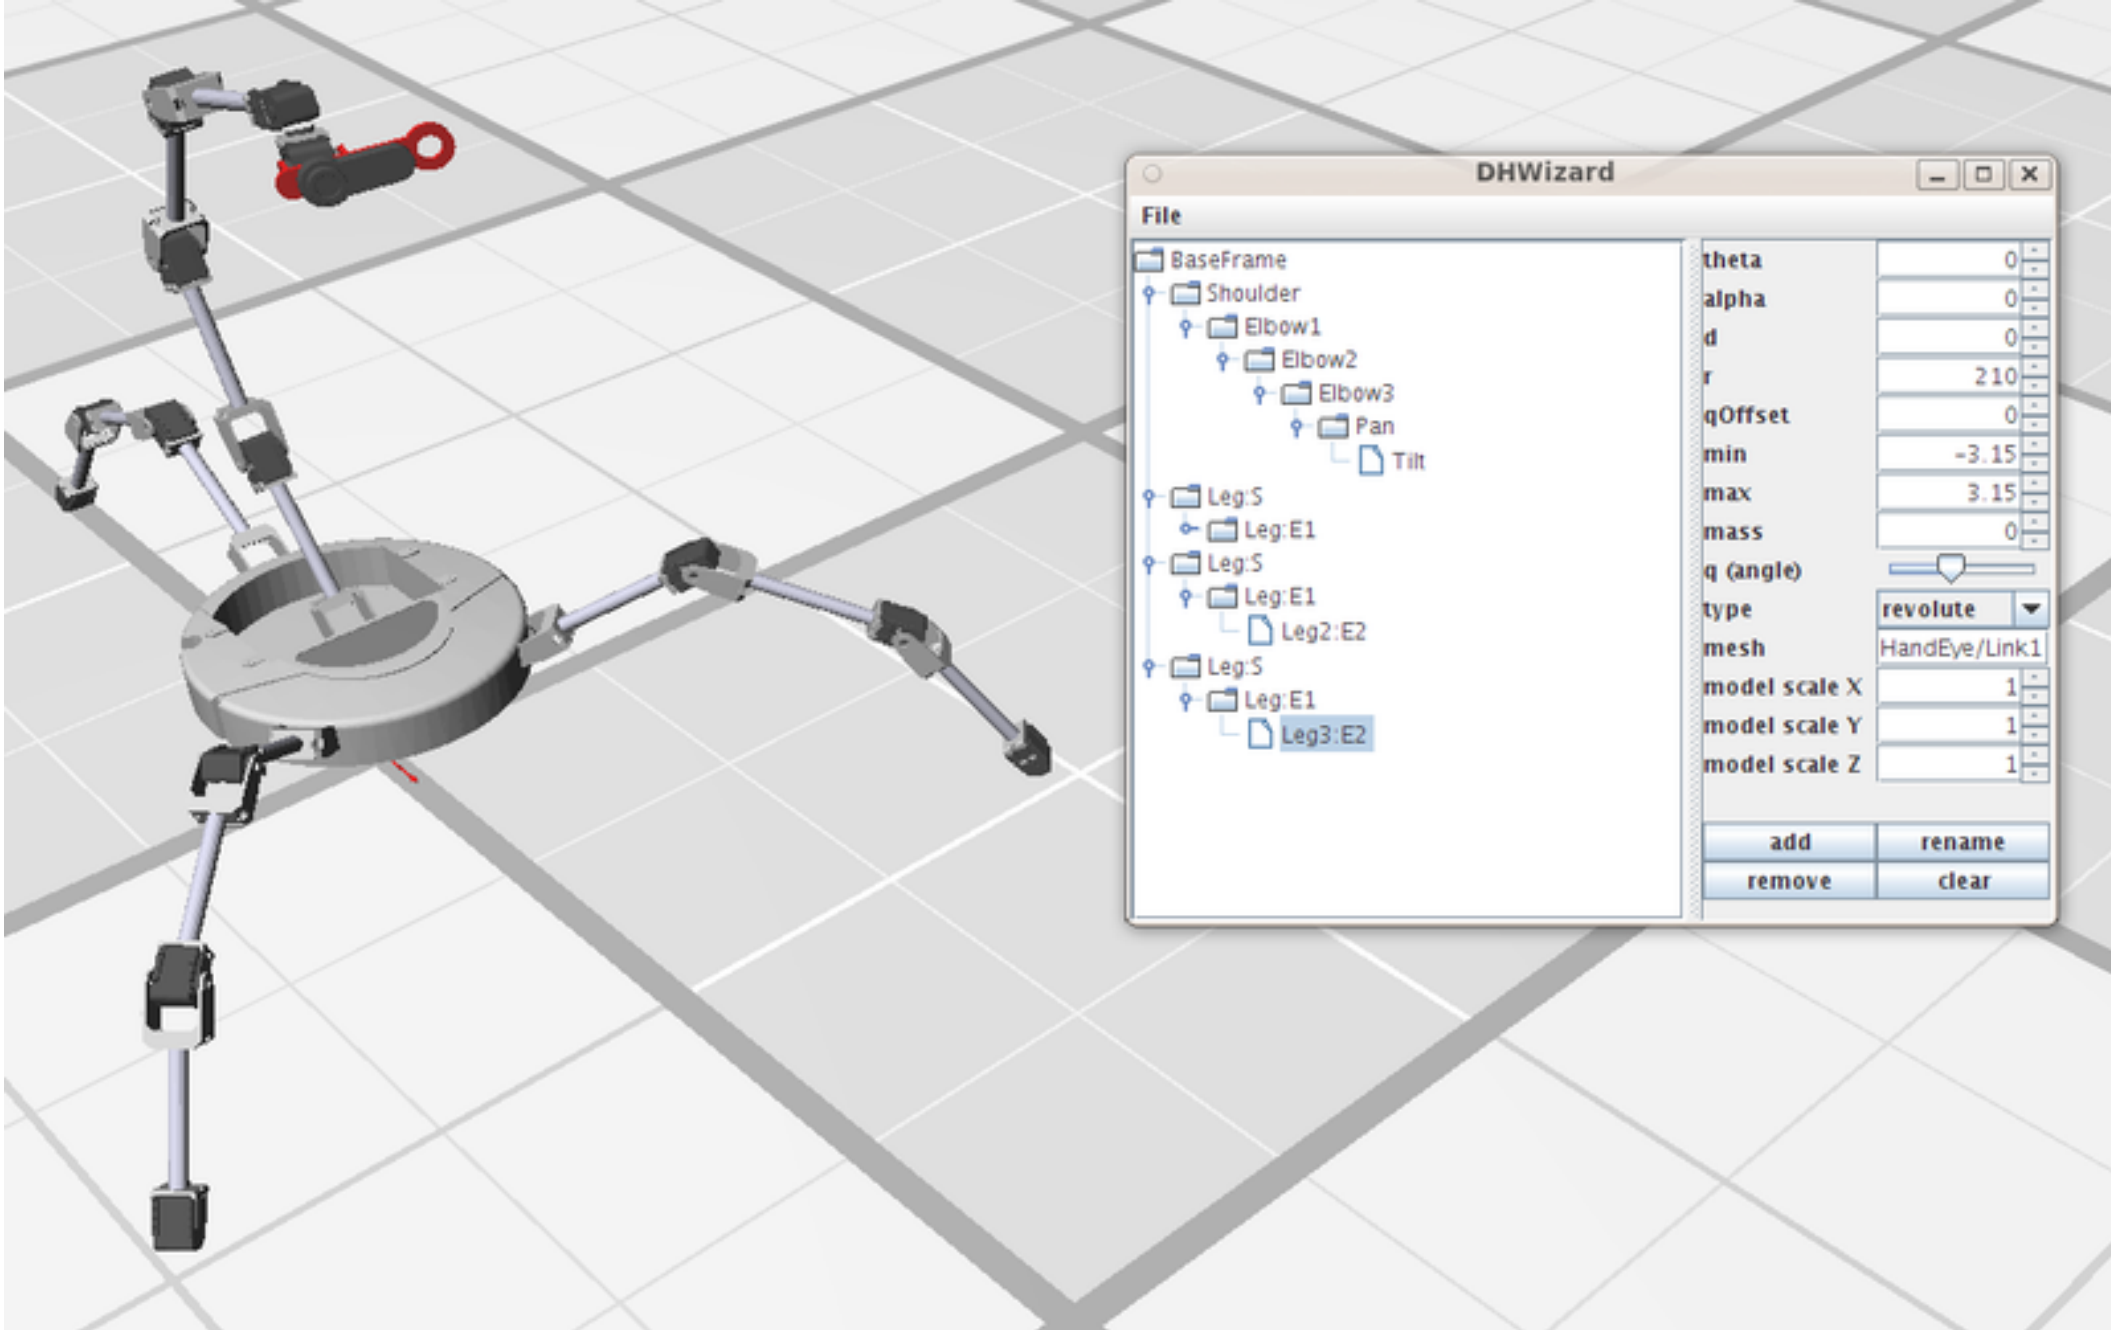 DHWizard
File
BaseFrame
Shoulder
Elbow1
Elbow2
Elbow3
Pan
Tilt
Leg:S
Leg:E1
Leg:S
Leg:E1
Leg2:E2
Leg:S
Leg:E1
Leg3:E2
theta 0
alpha 0
d 0
r 210
qOffset 0
min -3.15
max 3.15
mass 0
q (angle)
type revolute
mesh HandEye/Link1
model scale X 1
model scale Y 1
model scale Z 1
add rename
remove clear